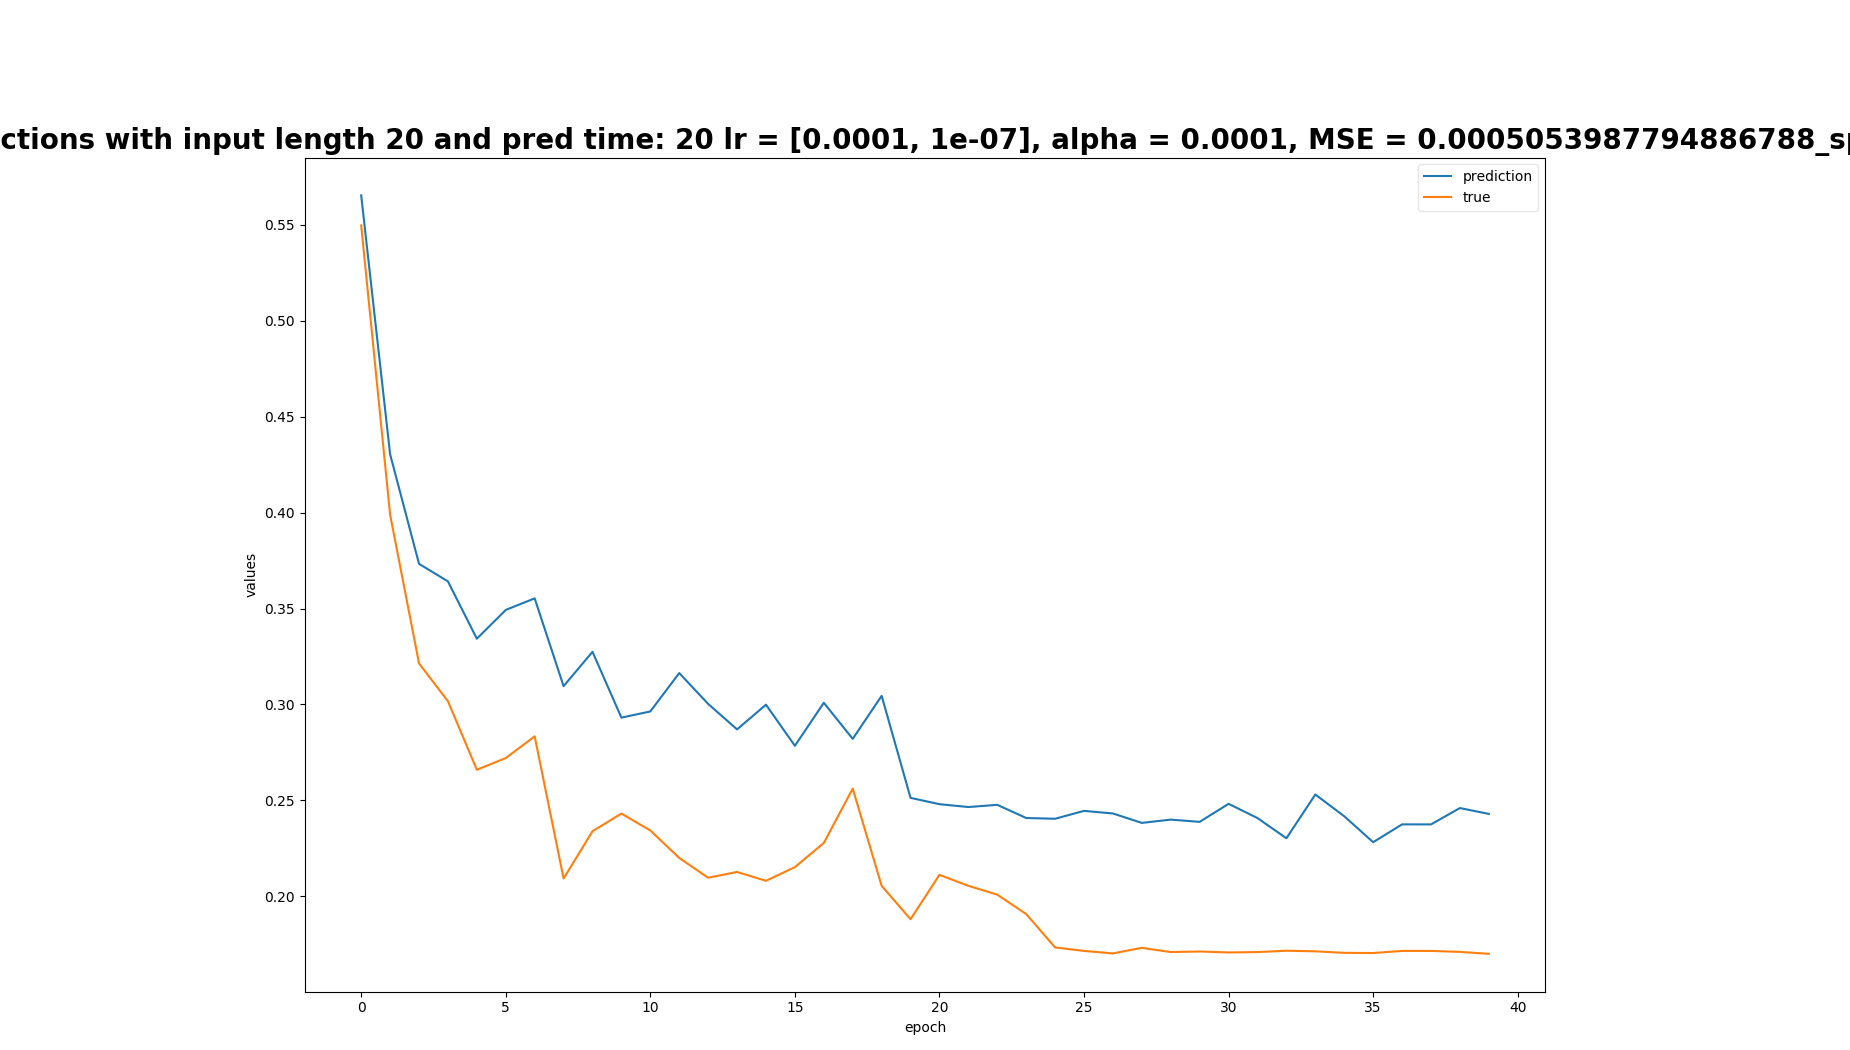 ctions with input length 20 and pred time: 20 lr = [0.0001, 1e-07], alpha = 0.0001, MSE = 0.0005053987794886788_sp
prediction
true
0.55
0.50
0.45
0.40
0.35
0.30
0.25
0.20
values
0 5 10 15 20 25 30 35 40
epoch